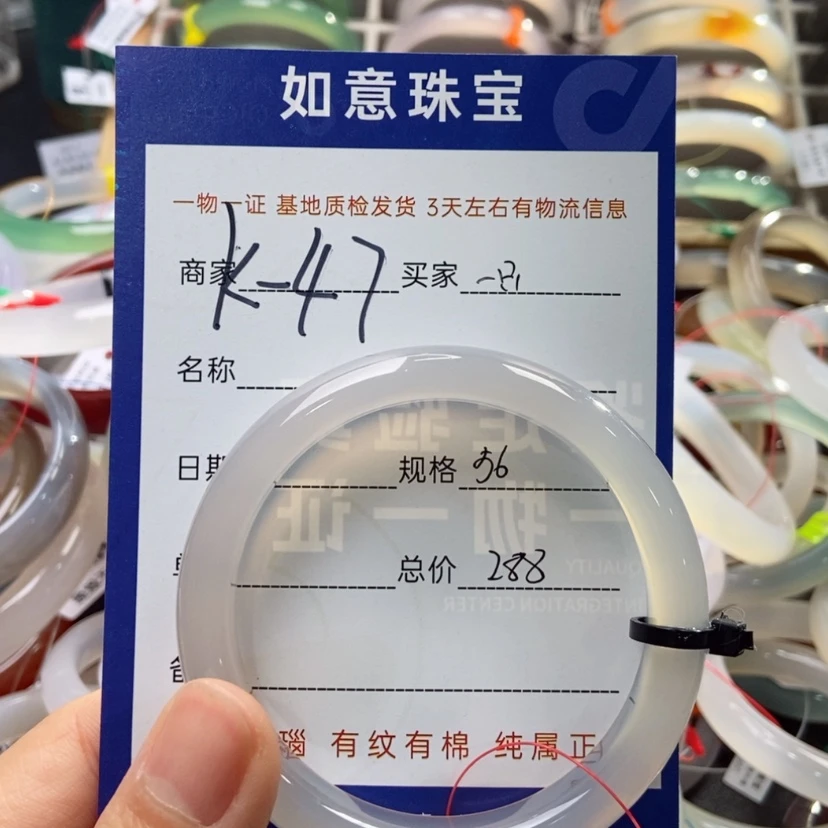 如意珠宝
一物一证 基地质检发货 3天左右有物流信息
商家 K-47 买家
名称
日期 规格 56
总价 288
瑙 有纹有棉 纯属正